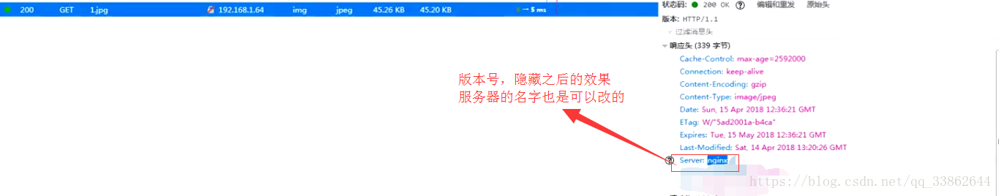 200 GET 1.jpg 192.168.1.64 img jpeg 45.26 KB 45.20 KB → 5 ms
状态码: 200 OK 编辑和重发 原始头
版本: HTTP/1.1
过滤消息头
响应头 (339 字节)
Cache-Control: max-age=2592000
Connection: keep-alive
Content-Encoding: gzip
Content-Type: image/jpeg
Date: Sun, 15 Apr 2018 12:36:21 GMT
ETag: W/"5ad2001a-b4ca"
Expires: Tue, 15 May 2018 12:36:21 GMT
Last-Modified: Sat, 14 Apr 2018 13:20:26 GMT
Server: nginx
版本号，隐藏之后的效果
服务器的名字也是可以改的
https://blog.csdn.net/qq_33862644